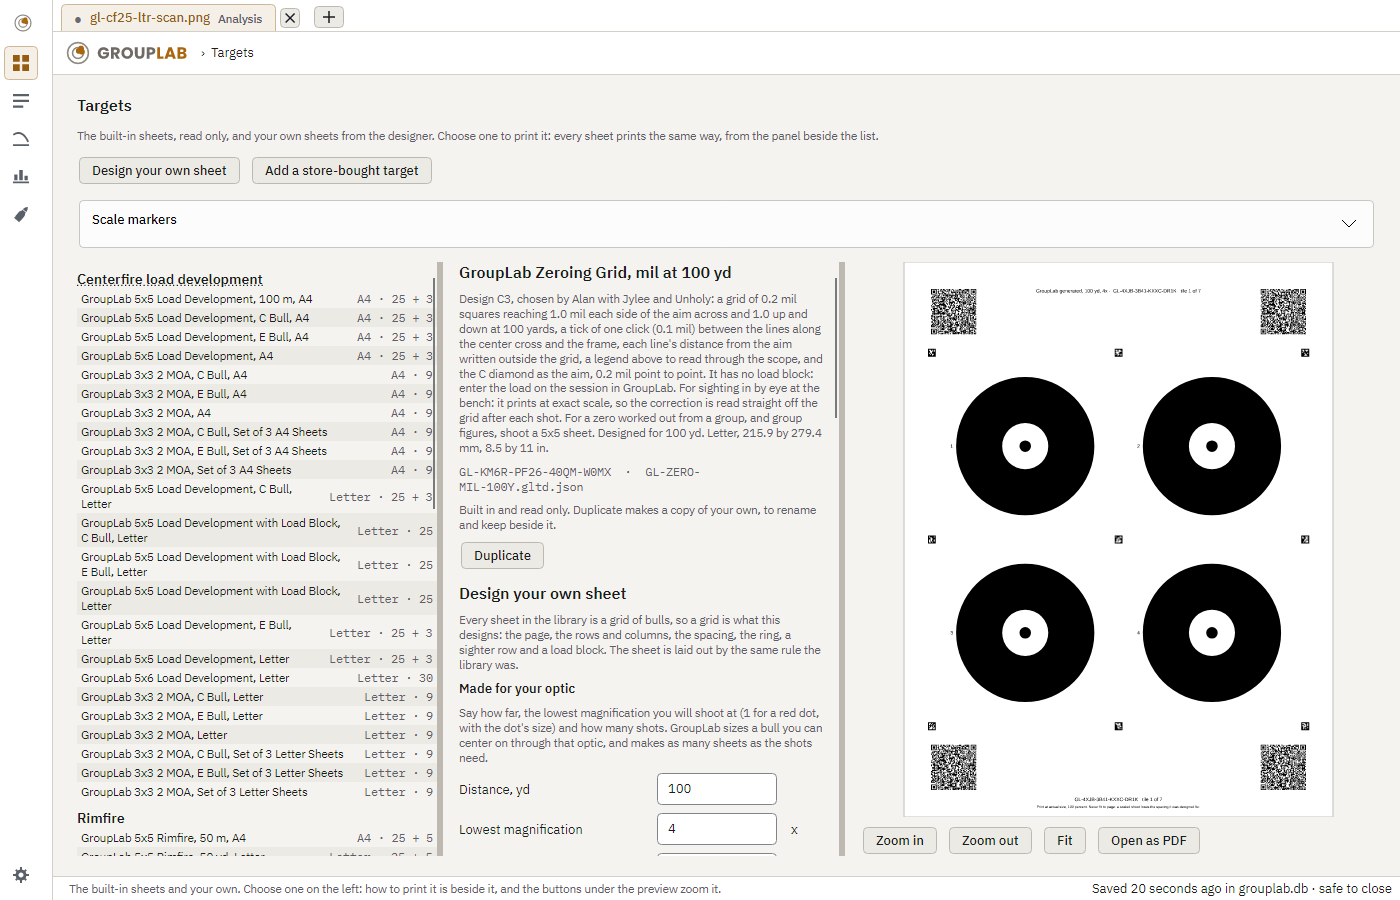 gl-cf25-ltr-scan.png Analysis
GROUPLAB › Targets
Targets
The built-in sheets, read only, and your own sheets from the designer. Choose one to print it: every sheet prints the same way, from the panel beside the list.
Design your own sheet
Add a store-bought target
Scale markers
Centerfire load development
GroupLab 5x5 Load Development, 100 m, A4 A4 · 25 + 3
GroupLab 5x5 Load Development, C Bull, A4 A4 · 25 + 3
GroupLab 5x5 Load Development, E Bull, A4 A4 · 25 + 3
GroupLab 5x5 Load Development, A4 A4 · 25 + 3
GroupLab 3x3 2 MOA, C Bull, A4 A4 · 9
GroupLab 3x3 2 MOA, E Bull, A4 A4 · 9
GroupLab 3x3 2 MOA, A4 A4 · 9
GroupLab 3x3 2 MOA, C Bull, Set of 3 A4 Sheets A4 · 9
GroupLab 3x3 2 MOA, E Bull, Set of 3 A4 Sheets A4 · 9
GroupLab 3x3 2 MOA, Set of 3 A4 Sheets A4 · 9
GroupLab 5x5 Load Development, C Bull,
Letter Letter · 25 + 3
GroupLab 5x5 Load Development with Load Block,
C Bull, Letter Letter · 25
GroupLab 5x5 Load Development with Load Block,
E Bull, Letter Letter · 25
GroupLab 5x5 Load Development with Load Block,
Letter Letter · 25
GroupLab 5x5 Load Development, E Bull,
Letter Letter · 25 + 3
GroupLab 5x5 Load Development, Letter Letter · 25 + 3
GroupLab 5x6 Load Development, Letter Letter · 30
GroupLab 3x3 2 MOA, C Bull, Letter Letter · 9
GroupLab 3x3 2 MOA, E Bull, Letter Letter · 9
GroupLab 3x3 2 MOA, Letter Letter · 9
GroupLab 3x3 2 MOA, C Bull, Set of 3 Letter Sheets Letter · 9
GroupLab 3x3 2 MOA, E Bull, Set of 3 Letter Sheets Letter · 9
GroupLab 3x3 2 MOA, Set of 3 Letter Sheets Letter · 9
Rimfire
GroupLab 5x5 Rimfire, 50 m, A4 A4 · 25 + 5
GroupLab 5x5 Rimfire, 50 yd, Letter Letter · 25 + 5
GroupLab Zeroing Grid, mil at 100 yd
Design C3, chosen by Alan with Jylee and Unholy: a grid of 0.2 mil
squares reaching 1.0 mil each side of the aim across and 1.0 up and
down at 100 yards, a tick of one click (0.1 mil) between the lines along
the center cross and the frame, each line's distance from the aim
written outside the grid, a legend above to read through the scope, and
the C diamond as the aim, 0.2 mil point to point. It has no load block:
enter the load on the session in GroupLab. For sighting in by eye at the
bench: it prints at exact scale, so the correction is read straight off the
grid after each shot. For a zero worked out from a group, and group
figures, shoot a 5x5 sheet. Designed for 100 yd. Letter, 215.9 by 279.4
mm, 8.5 by 11 in.
GL-KM6R-PF26-40QM-W0MX · GL-ZERO-
MIL-100Y.gltd.json
Built in and read only. Duplicate makes a copy of your own, to rename
and keep beside it.
Duplicate
Design your own sheet
Every sheet in the library is a grid of bulls, so a grid is what this
designs: the page, the rows and columns, the spacing, the ring, a
sighter row and a load block. The sheet is laid out by the same rule the
library was.
Made for your optic
Say how far, the lowest magnification you will shoot at (1 for a red dot,
with the dot's size) and how many shots. GroupLab sizes a bull you can
center on through that optic, and makes as many sheets as the shots
need.
Distance, yd 100
Lowest magnification 4 x
1
2
3
4
Zoom in
Zoom out
Fit
Open as PDF
The built-in sheets and your own. Choose one on the left: how to print it is beside it, and the buttons under the preview zoom it.
Saved 20 seconds ago in grouplab.db · safe to close